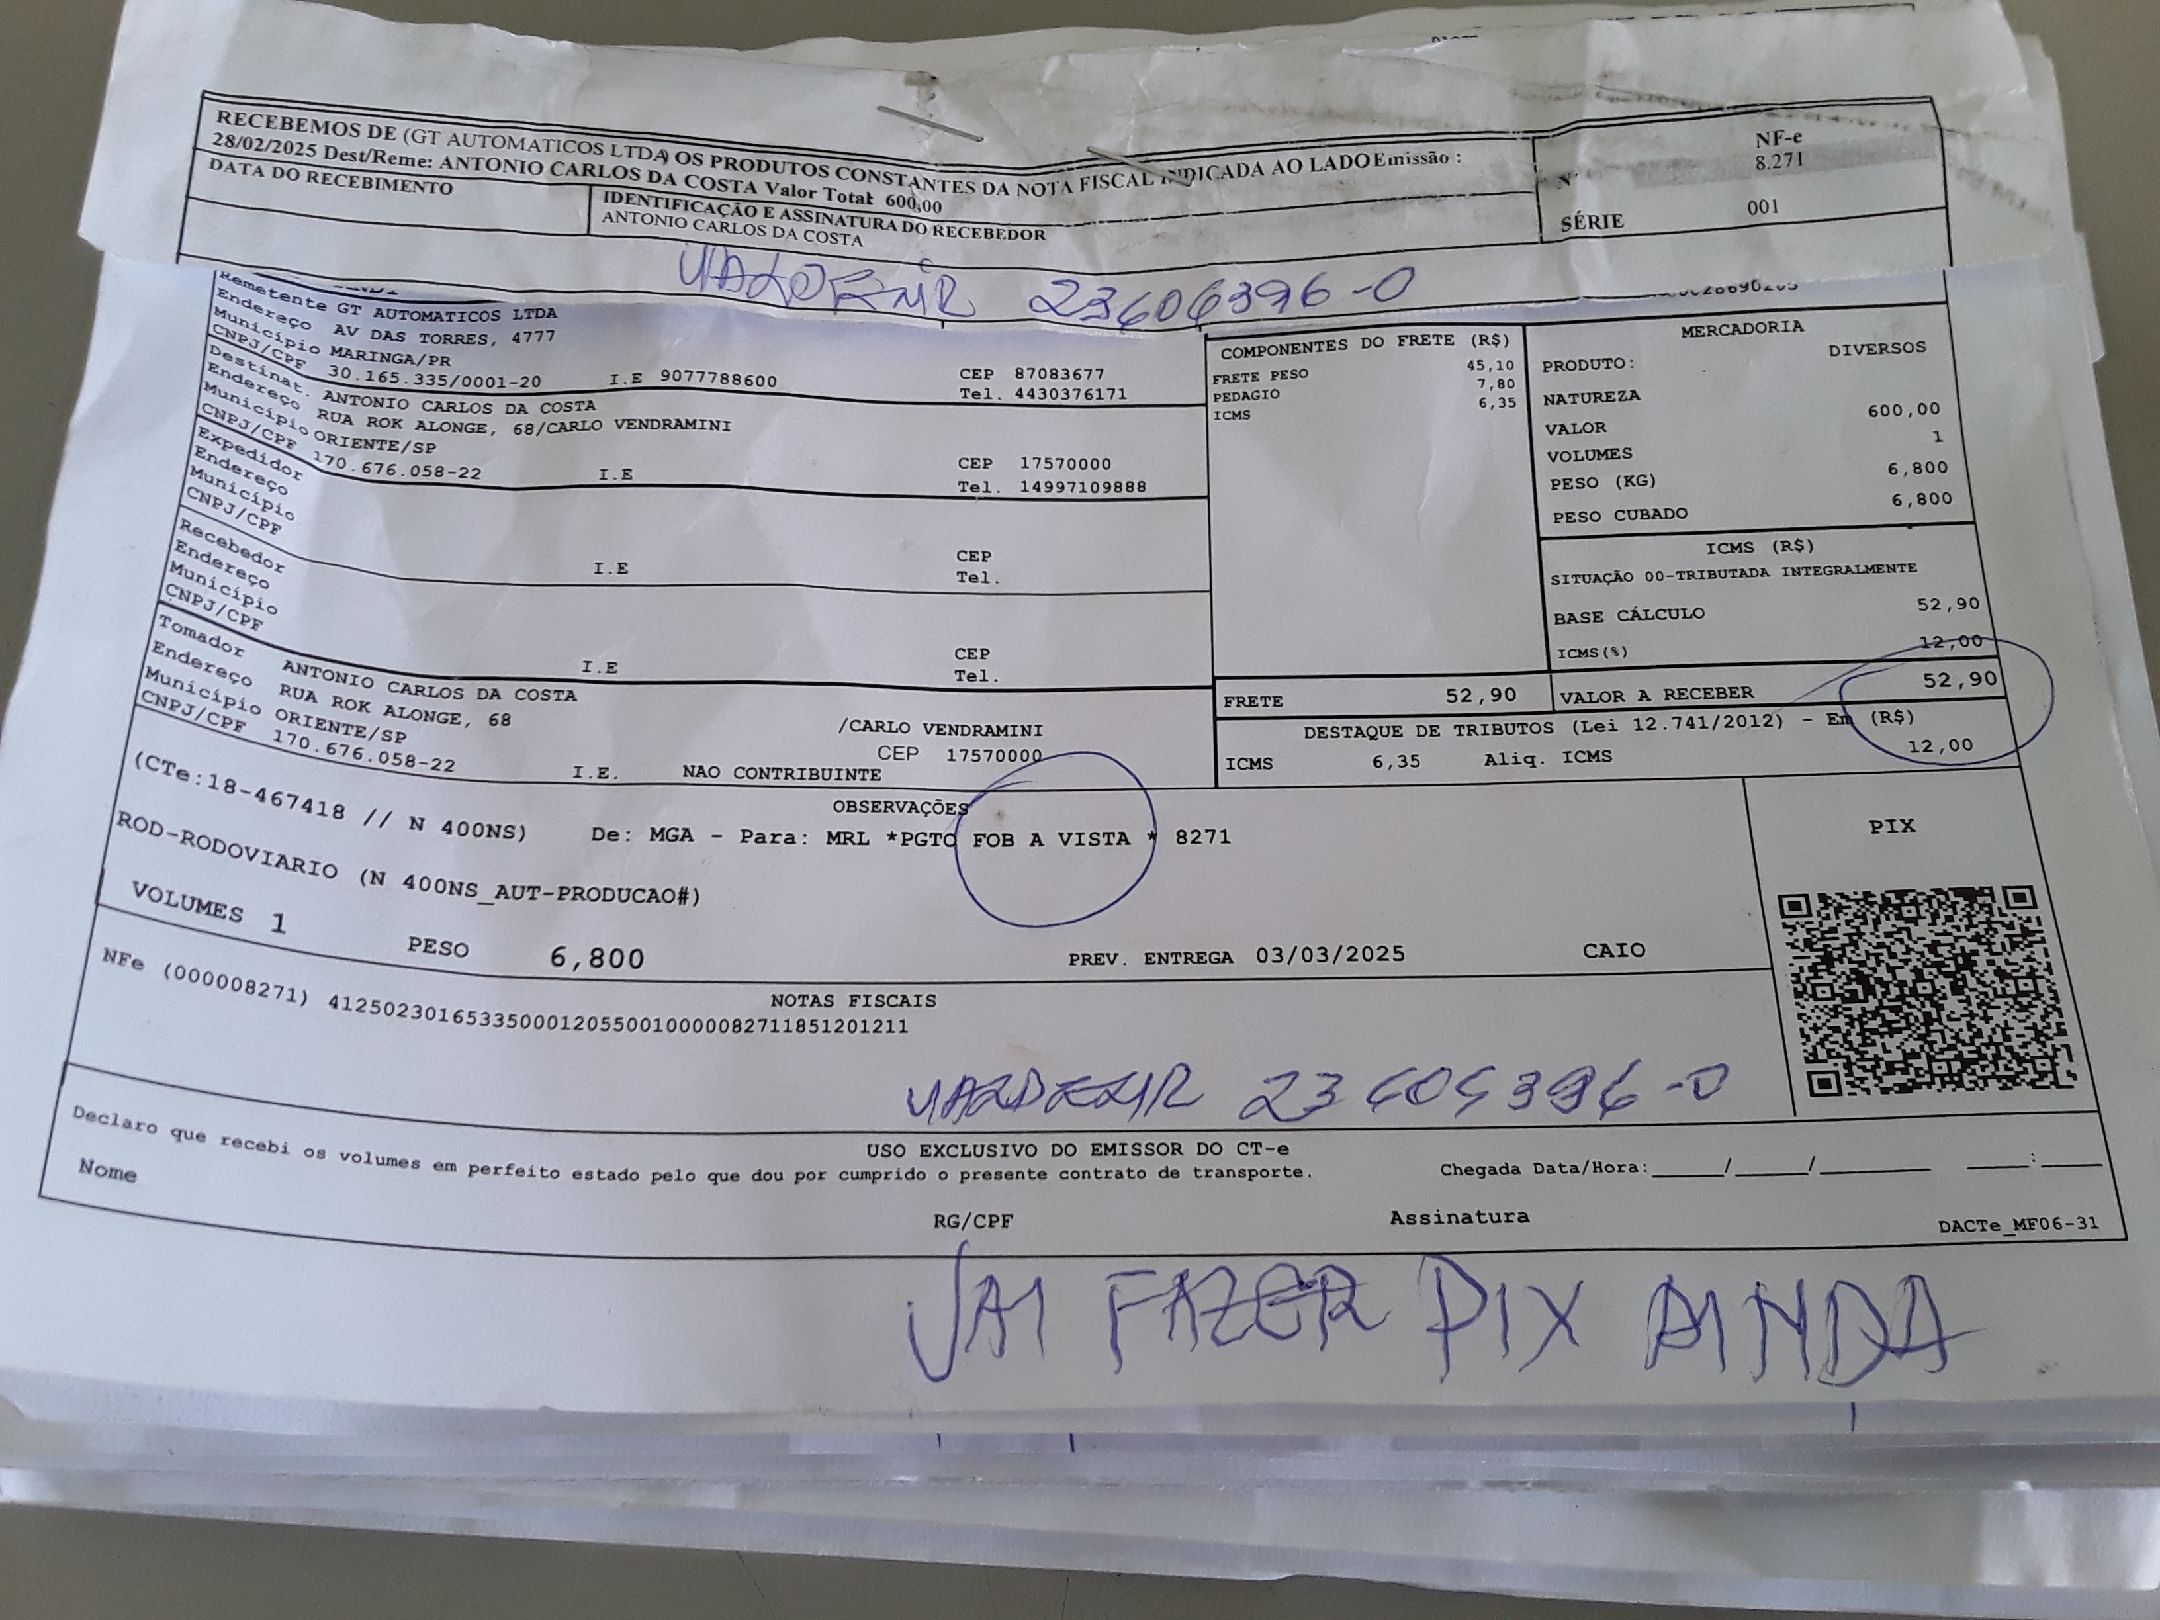 RECEBEMOS DE (GT AUTOMATICOS LTDA) OS PRODUTOS CONSTANTES DA NOTA FISCAL INDICADA AO LADO Emissão :
28/02/2025 Dest/Reme: ANTONIO CARLOS DA COSTA Valor Total: 600,00
DATA DO RECEBIMENTO
IDENTIFICAÇÃO E ASSINATURA DO RECEBEDOR
ANTONIO CARLOS DA COSTA
NF-e
8.271
SÉRIE 001
VALDEMIR 23606396-0
Remetente GT AUTOMATICOS LTDA
Endereço AV DAS TORRES, 4777
Município MARINGA/PR
CNPJ/CPF 30.165.335/0001-20 I.E 9077788600
CEP 87083677
Tel. 4430376171
Destinat. ANTONIO CARLOS DA COSTA
Endereço RUA ROK ALONGE, 68/CARLO VENDRAMINI
Município ORIENTE/SP
CNPJ/CPF 170.676.058-22 I.E
CEP 17570000
Tel. 14997109888
Expedidor
Endereço
Município
CNPJ/CPF
I.E
CEP
Tel.
Recebedor
Endereço
Município
CNPJ/CPF
I.E
CEP
Tel.
Tomador ANTONIO CARLOS DA COSTA
Endereço RUA ROK ALONGE, 68 /CARLO VENDRAMINI
Município ORIENTE/SP CEP 17570000
CNPJ/CPF 170.676.058-22 I.E. NAO CONTRIBUINTE
COMPONENTES DO FRETE (R$)
FRETE PESO 45,10
PEDAGIO 7,80
ICMS 6,35
MERCADORIA
PRODUTO: DIVERSOS
NATUREZA
VALOR 600,00
VOLUMES 1
PESO (KG) 6,800
PESO CUBADO 6,800
ICMS (R$)
SITUAÇÃO 00-TRIBUTADA INTEGRALMENTE
BASE CÁLCULO 52,90
ICMS(%) 12,00
FRETE 52,90 VALOR A RECEBER 52,90
DESTAQUE DE TRIBUTOS (Lei 12.741/2012) - Em (R$)
ICMS 6,35 Aliq. ICMS 12,00
OBSERVAÇÕES
(CTe:18-467418 // N 400NS) De: MGA - Para: MRL *PGTO FOB A VISTA * 8271
ROD-RODOVIARIO (N 400NS_AUT-PRODUCAO#)
VOLUMES 1 PESO 6,800 PREV. ENTREGA 03/03/2025 CAIO
PIX
NOTAS FISCAIS
NFe (000008271) 41250230165335000120550010000082711851201211
VALDEMIR 23606396-0
USO EXCLUSIVO DO EMISSOR DO CT-e
Declaro que recebi os volumes em perfeito estado pelo que dou por cumprido o presente contrato de transporte.
Chegada Data/Hora:_____/_____/_______ ____:____
Nome RG/CPF Assinatura
DACTe_MF06-31
VAI FAZER PIX AINDA